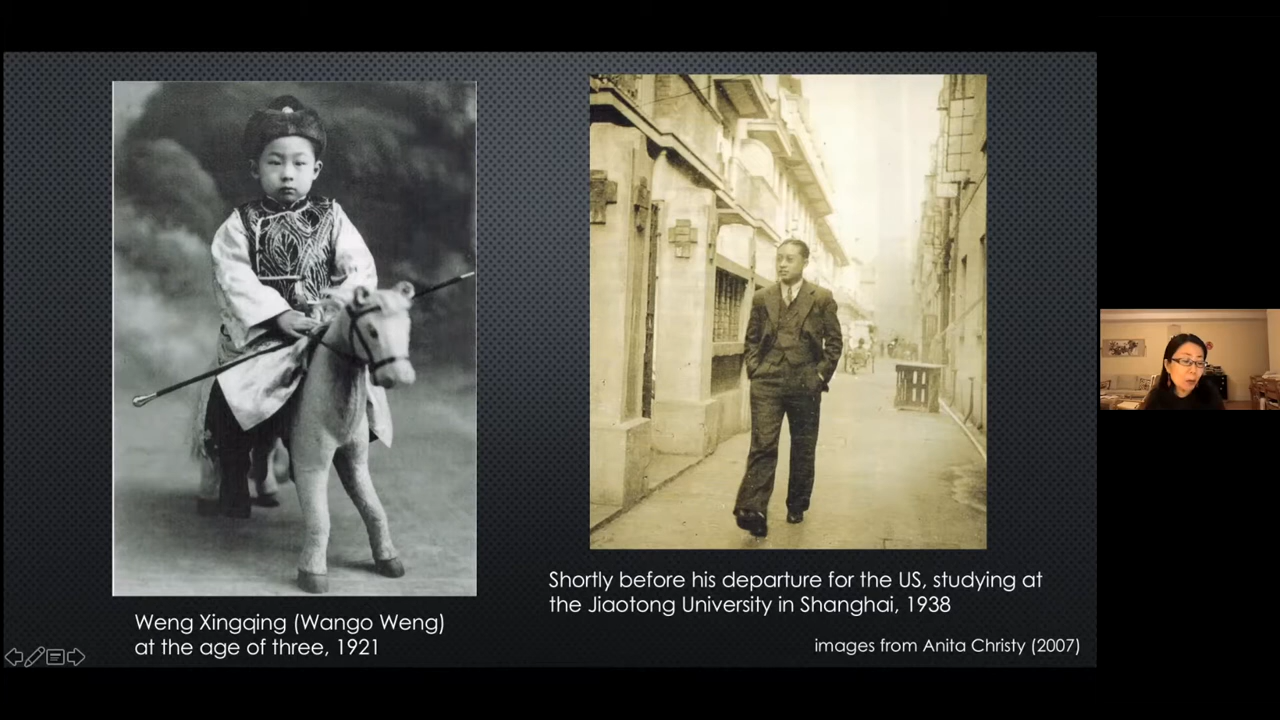 Weng Xingqing (Wango Weng)
at the age of three, 1921
Shortly before his departure for the US, studying at
the Jiaotong University in Shanghai, 1938
images from Anita Christy (2007)